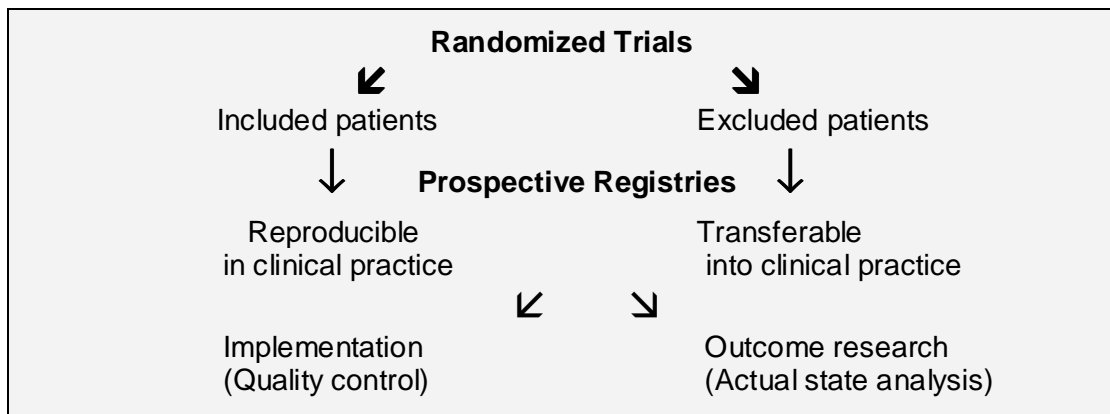 Randomized Trials
Included patients Excluded patients
Prospective Registries
Reproducible Transferable
in clinical practice into clinical practice
Implementation Outcome research
(Quality control) (Actual state analysis)